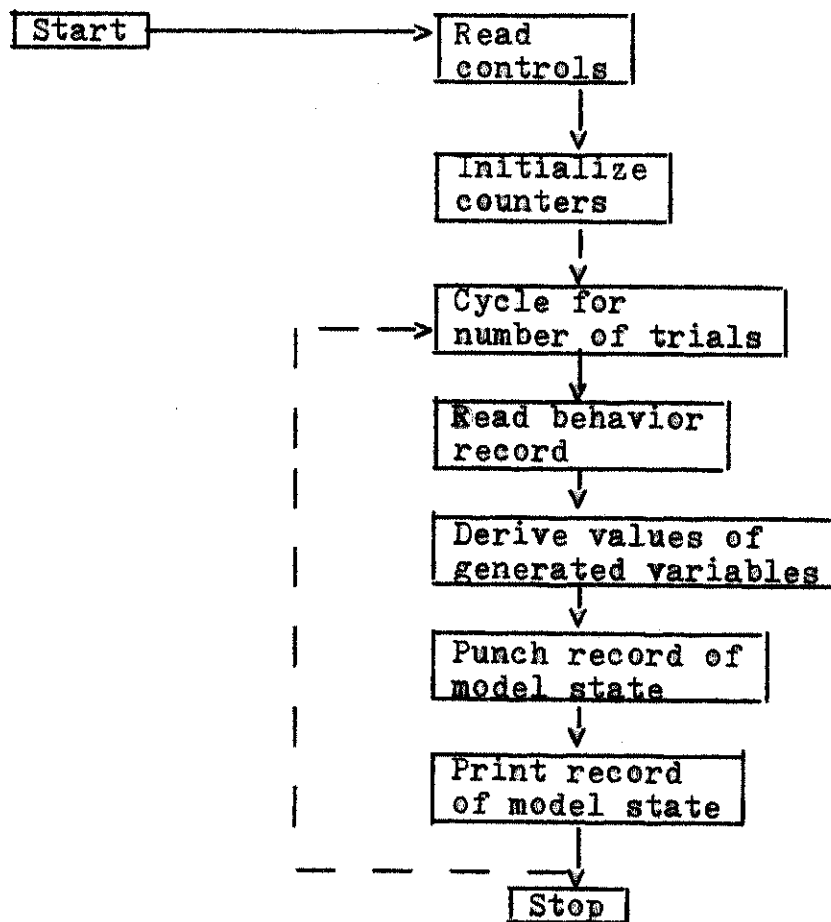 Start
Read
controls
Initialize
counters
Cycle for
number of trials
Read behavior
record
Derive values of
generated variables
Punch record of
model state
Print record
of model state
Stop